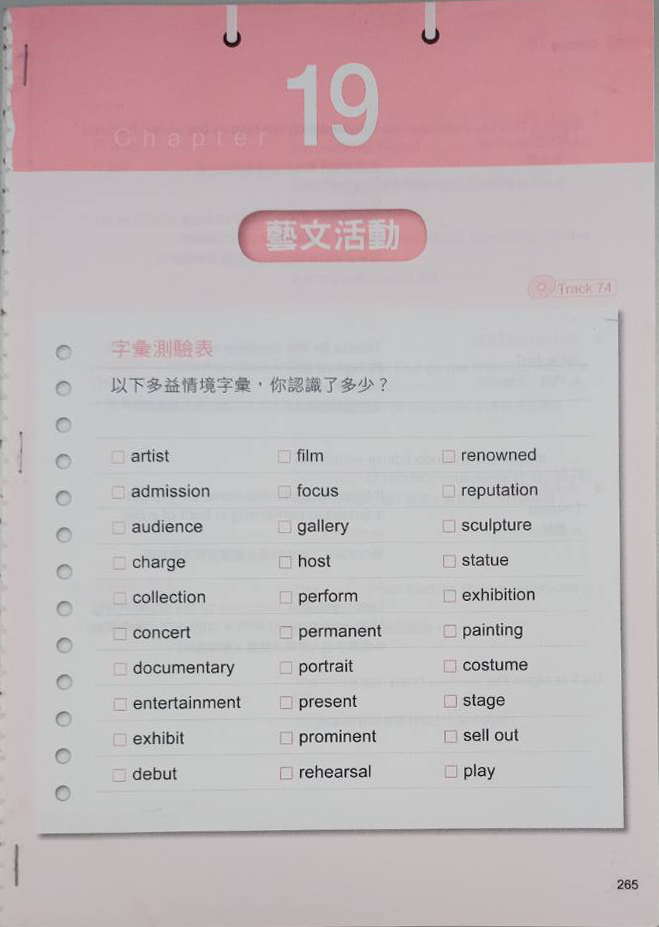 Chapter 19
藝文活動
Track 74
字彙測驗表
以下多益情境字彙，你認識了多少？
artist film renowned
admission focus reputation
audience gallery sculpture
charge host statue
collection perform exhibition
concert permanent painting
documentary portrait costume
entertainment present stage
exhibit prominent sell out
debut rehearsal play
265